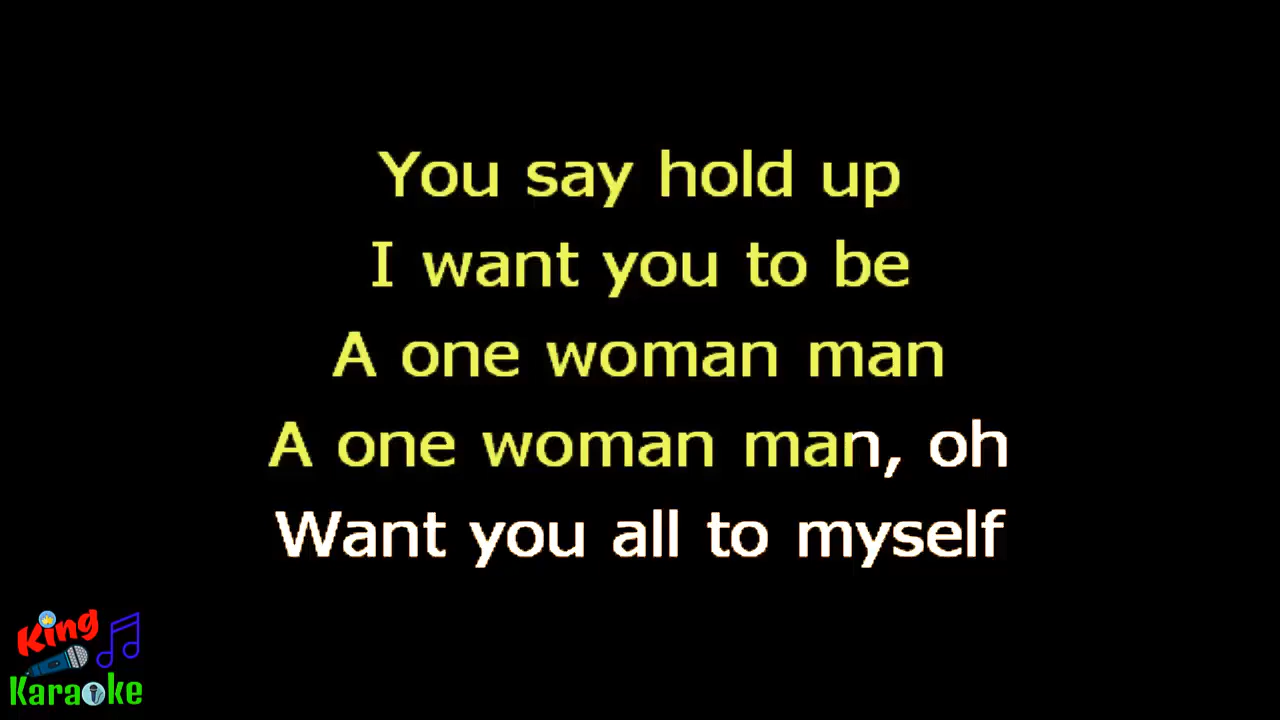 You say hold up
I want you to be
A one woman man
A one woman man, oh
Want you all to myself
King
Karaoke